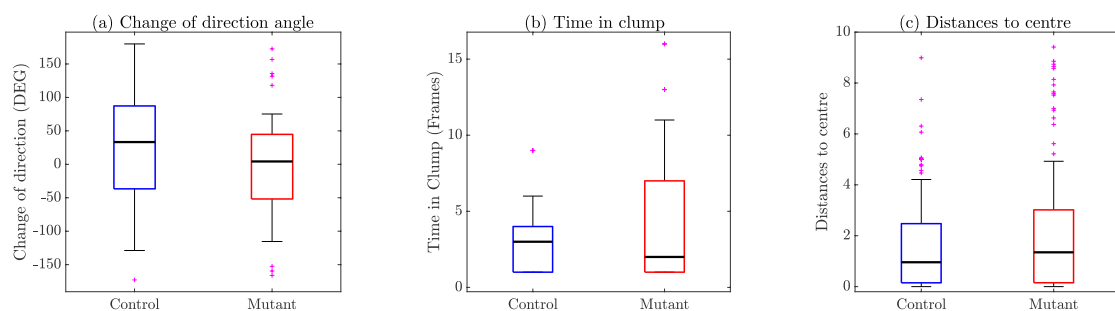 (a) Change of direction angle
Change of direction (DEG)
150
100
50
0
-50
-100
-150
Control
Mutant
(b) Time in clump
Time in Clump (Frames)
15
10
5
0
Control
Mutant
(c) Distances to centre
Distances to centre
10
8
6
4
2
0
Control
Mutant